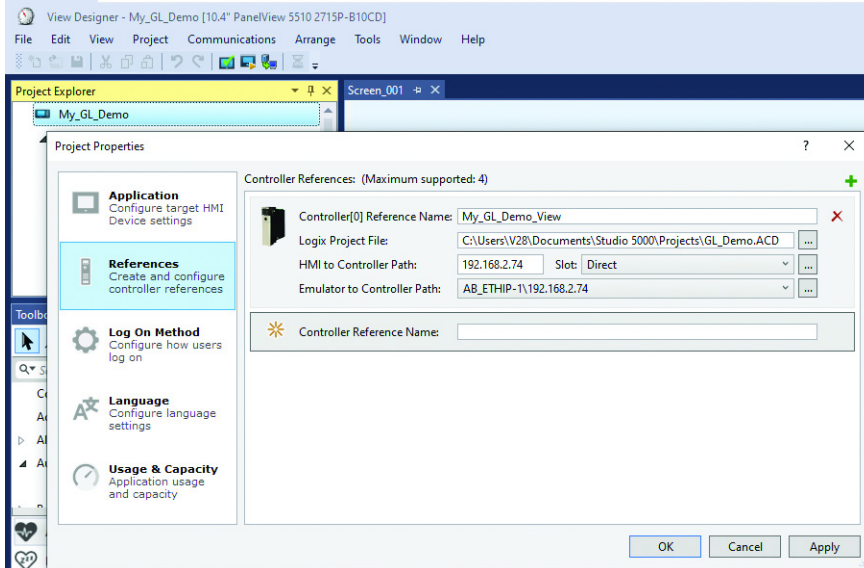 View Designer - My_GL_Demo [10.4" PanelView 5510 2715P-B10CD]
File Edit View Project Communications Arrange Tools Window Help
Project Explorer
Screen_001
My_GL_Demo
Project Properties
?
Application
Configure target HMI
Device settings
References
Create and configure
controller references
Log On Method
Configure how users
log on
Language
Configure language
settings
Usage & Capacity
Application usage
and capacity
Controller References: (Maximum supported: 4)
Controller[0] Reference Name: My_GL_Demo_View
Logix Project File: C:\Users\V28\Documents\Studio 5000\Projects\GL_Demo.ACD ...
HMI to Controller Path: 192.168.2.74 Slot: Direct ...
Emulator to Controller Path: AB_ETHIP-1\192.168.2.74 ...
Controller Reference Name:
OK Cancel Apply